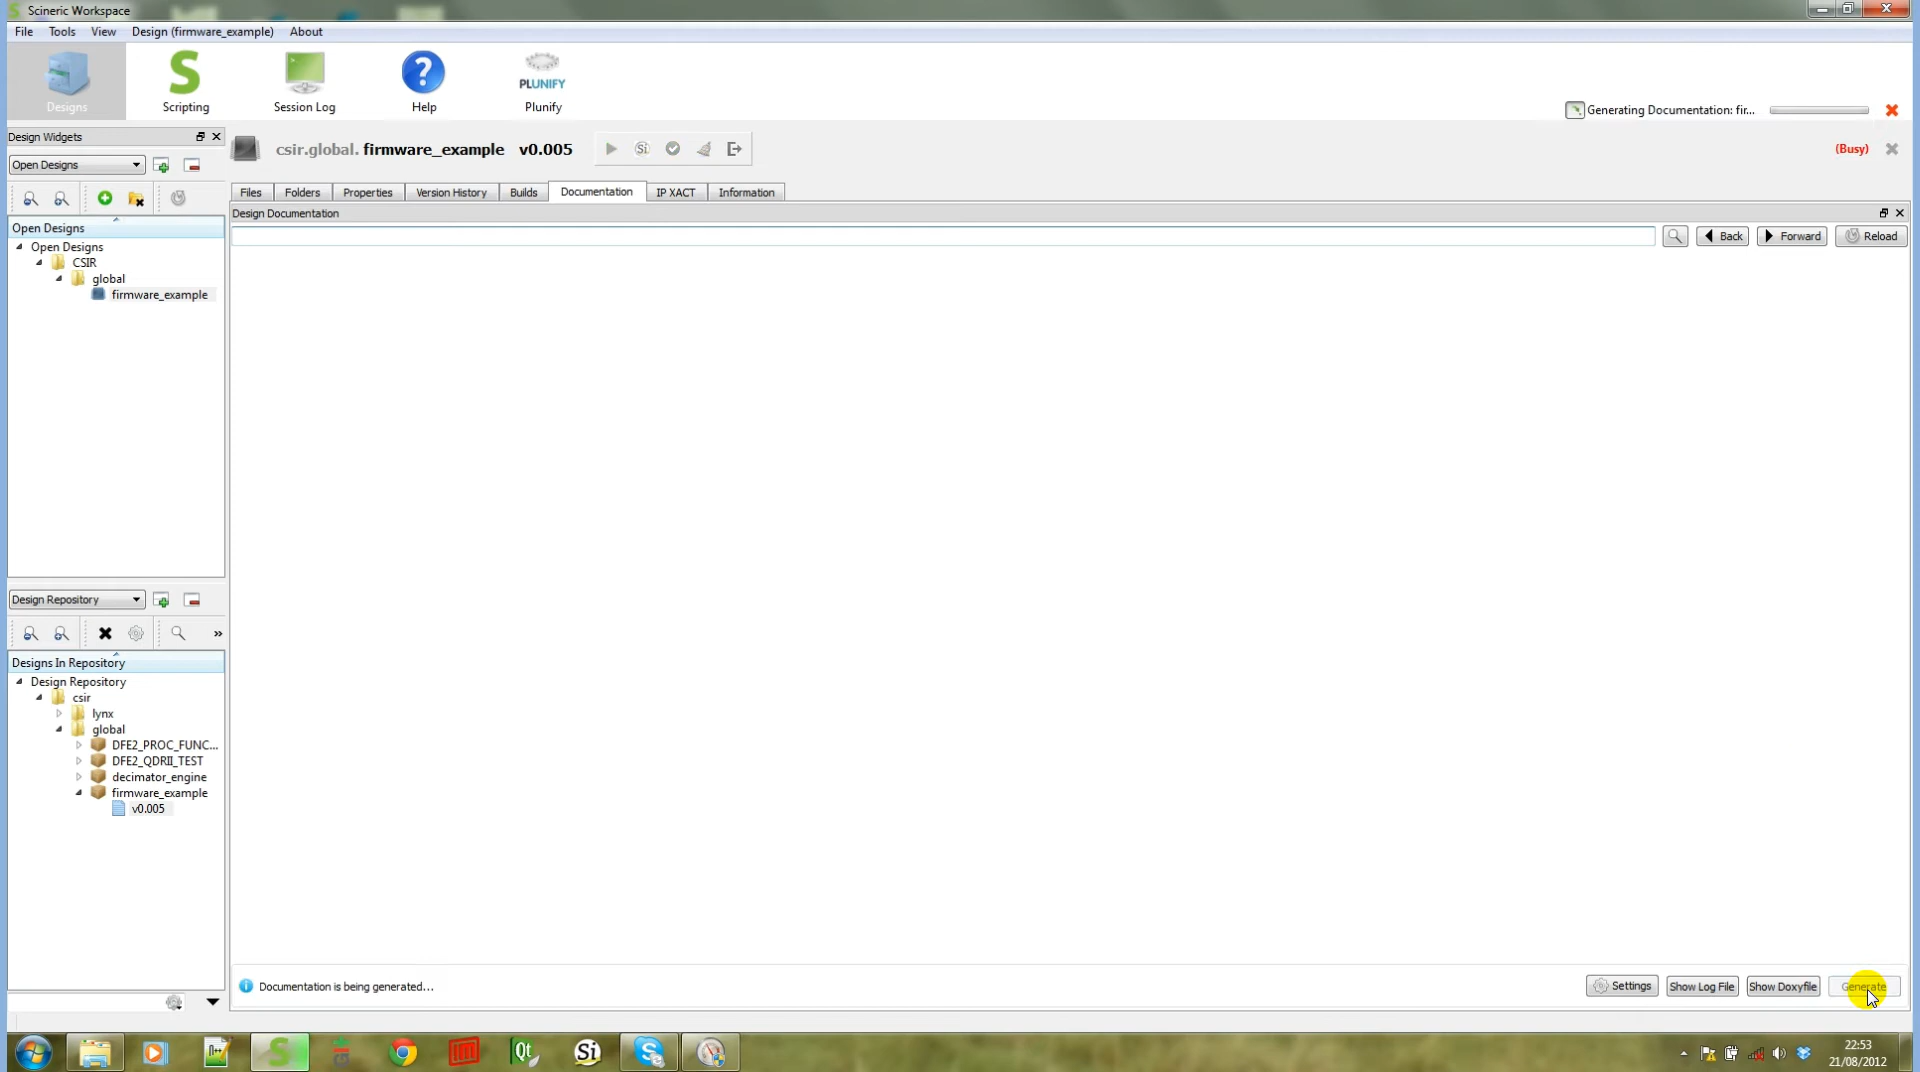 Scineric Workspace
File Tools View Design (firmware_example) About
Designs Scripting Session Log Help PLUNIFY Plunify
Generating Documentation: fir...
Design Widgets
csir.global. firmware_example v0.005
(Busy)
Open Designs
Files Folders Properties Version History Builds Documentation IP XACT Information
Design Documentation
Back Forward Reload
Open Designs
Open Designs
CSIR
global
firmware_example
Design Repository
Designs In Repository
Design Repository
csir
lynx
global
DFE2_PROC_FUNC...
DFE2_QDRII_TEST
decimator_engine
firmware_example
v0.005
Documentation is being generated...
Settings Show Log File Show Doxyfile Generate
22:53
21/08/2012